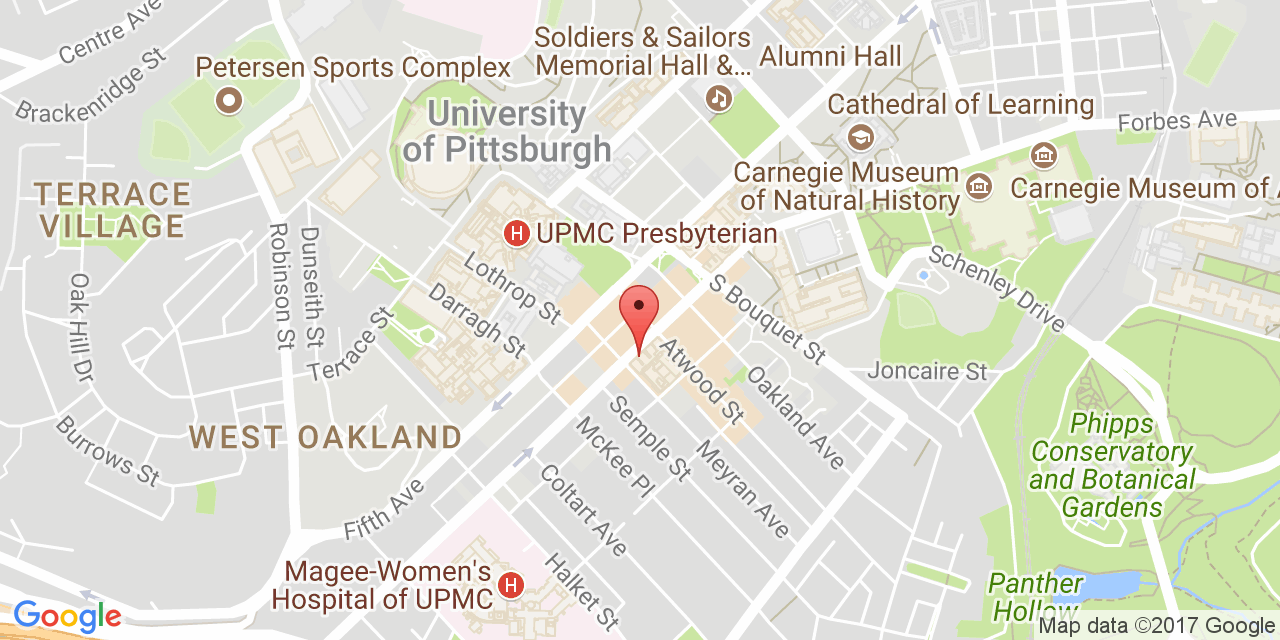 Centre Ave
Brackenridge St
Petersen Sports Complex
Soldiers & Sailors
Memorial Hall &...
Alumni Hall
University
of Pittsburgh
Cathedral of Learning
Forbes Ave
TERRACE
VILLAGE
Carnegie Museum
of Natural History
Carnegie Museum of A
H
UPMC Presbyterian
Oak Hill Dr
Robinson St
Dunseith St
Terrace St
Lothrop St
Darragh St
S Bouquet St
Schenley Drive
Atwood St
Oakland Ave
Joncaire St
WEST OAKLAND
Burrows St
Semple St
McKee Pl
Meyran Ave
Coltart Ave
Fifth Ave
Phipps
Conservatory
and Botanical
Gardens
Magee-Women's
Hospital of UPMC
H
Halket St
Panther
Hollow
Google
Map data ©2017 Google